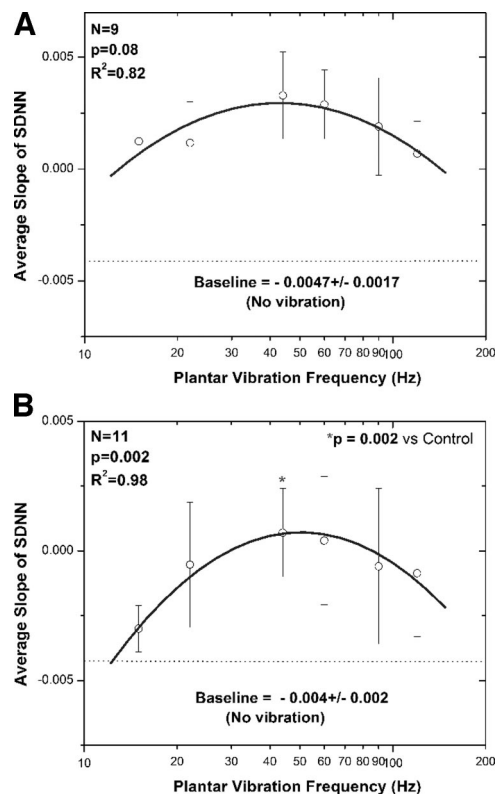 A
N=9
p=0.08
R²=0.82
0.005
0.000
-0.005
Average Slope of SDNN
Baseline = - 0.0047+/- 0.0017
(No vibration)
10 20 30 40 50 60 70 80 90 100 200
Plantar Vibration Frequency (Hz)
B
N=11
p=0.002
R²=0.98
*p = 0.002 vs Control
*
0.005
0.000
-0.005
Average Slope of SDNN
Baseline = - 0.004+/- 0.002
(No vibration)
10 20 30 40 50 60 70 80 90 100 200
Plantar Vibration Frequency (Hz)